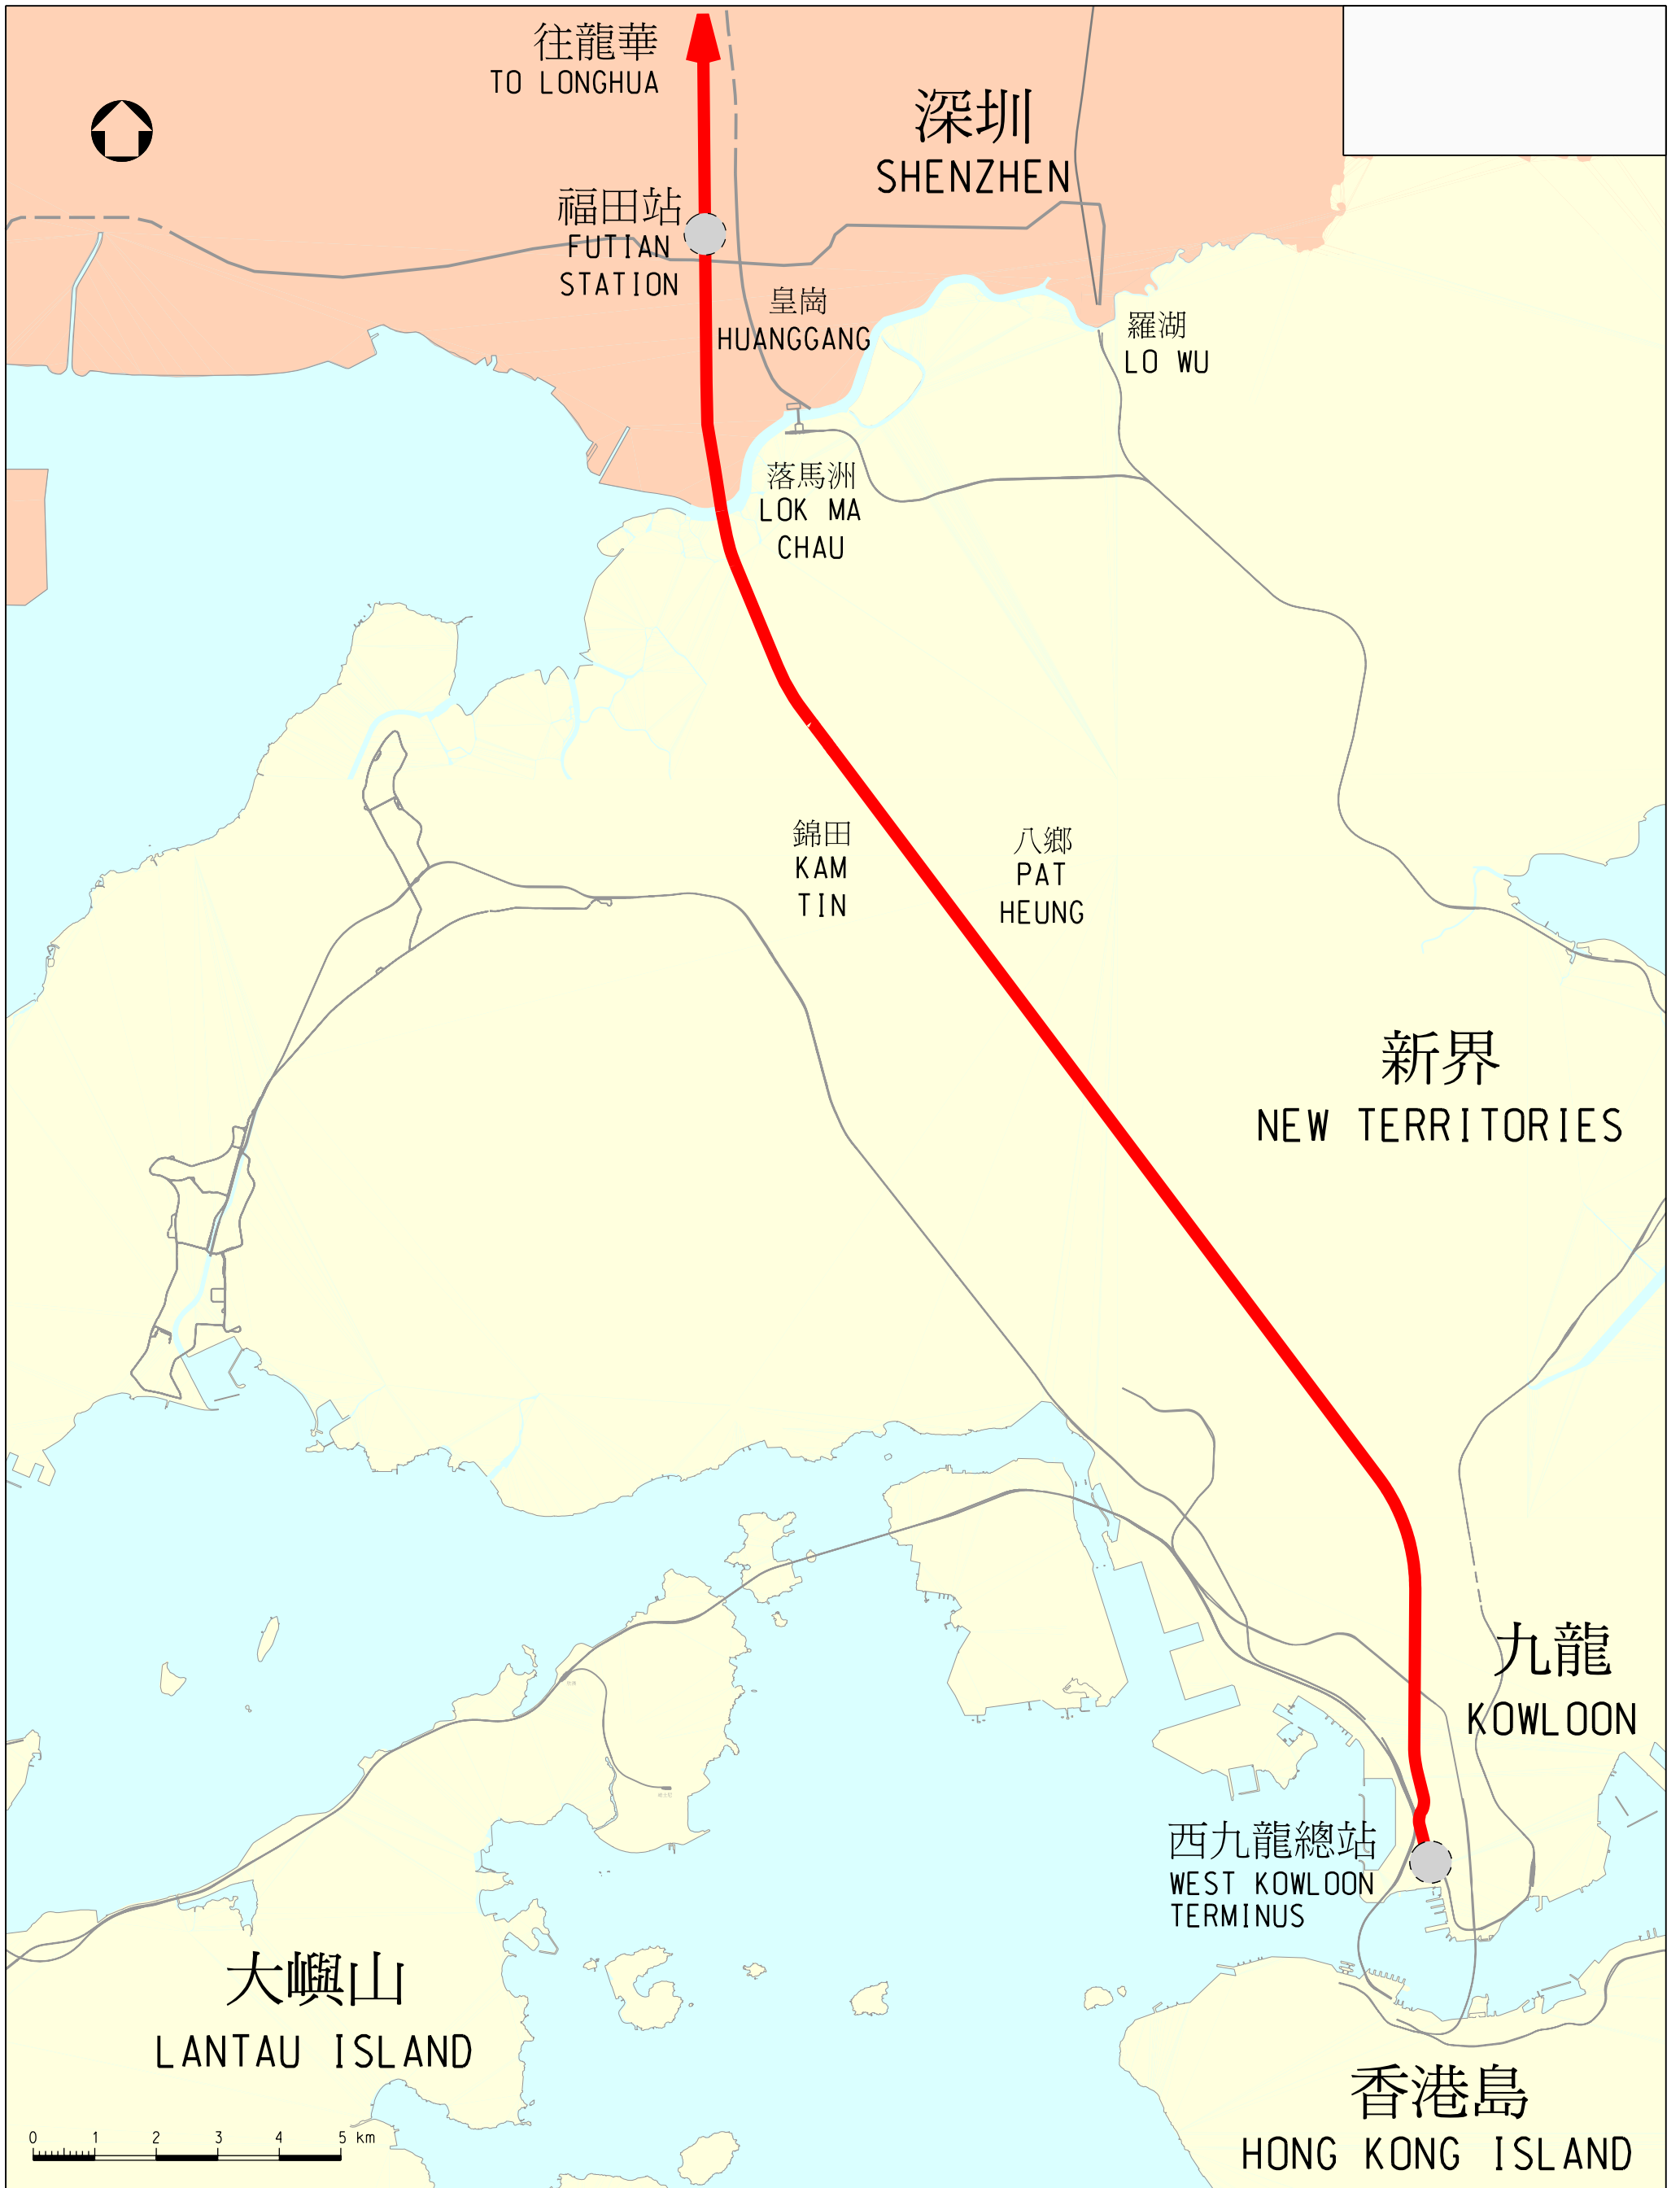 往龍華
TO LONGHUA
深圳
SHENZHEN
福田站
FUTIAN
STATION
皇崗
HUANGGANG
羅湖
LO WU
落馬洲
LOK MA
CHAU
錦田
KAM
TIN
八鄉
PAT
HEUNG
新界
NEW TERRITORIES
九龍
KOWLOON
西九龍總站
WEST KOWLOON
TERMINUS
大嶼山
LANTAU ISLAND
香港島
HONG KONG ISLAND
0 1 2 3 4 5 km